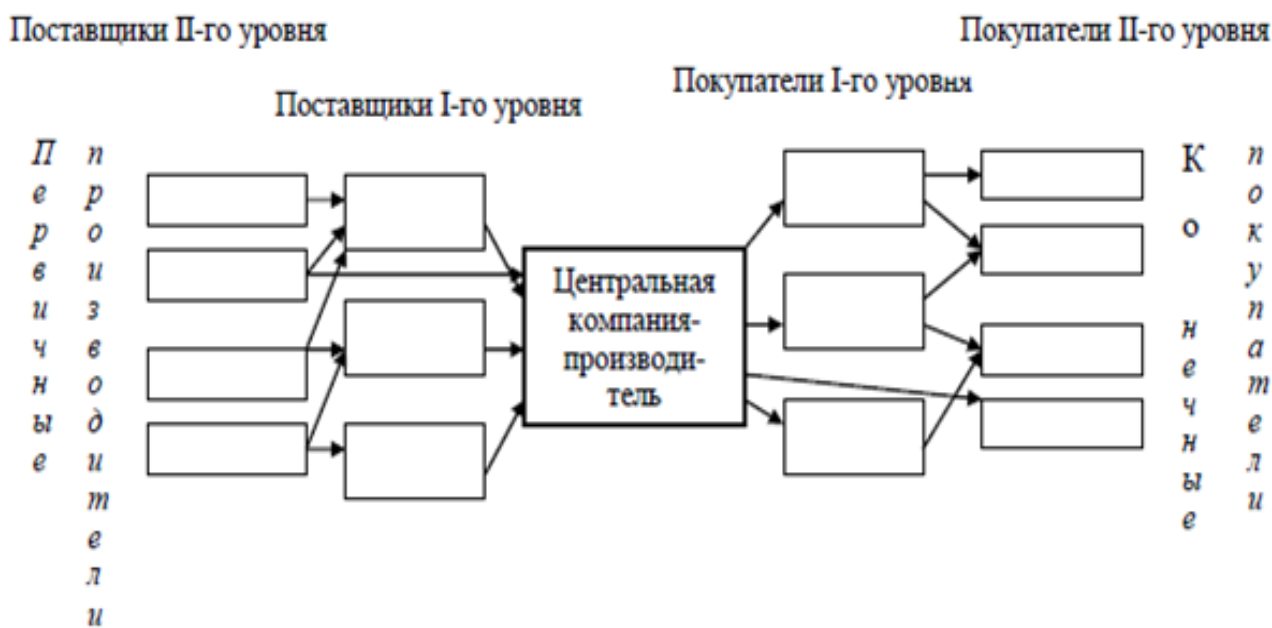 Поставщики II-го уровня
Покупатели II-го уровня
Покупатели I-го уровня
Поставщики I-го уровня
Первичные
производители
Центральная
компания-
производи-
тель
Конечные
покупатели